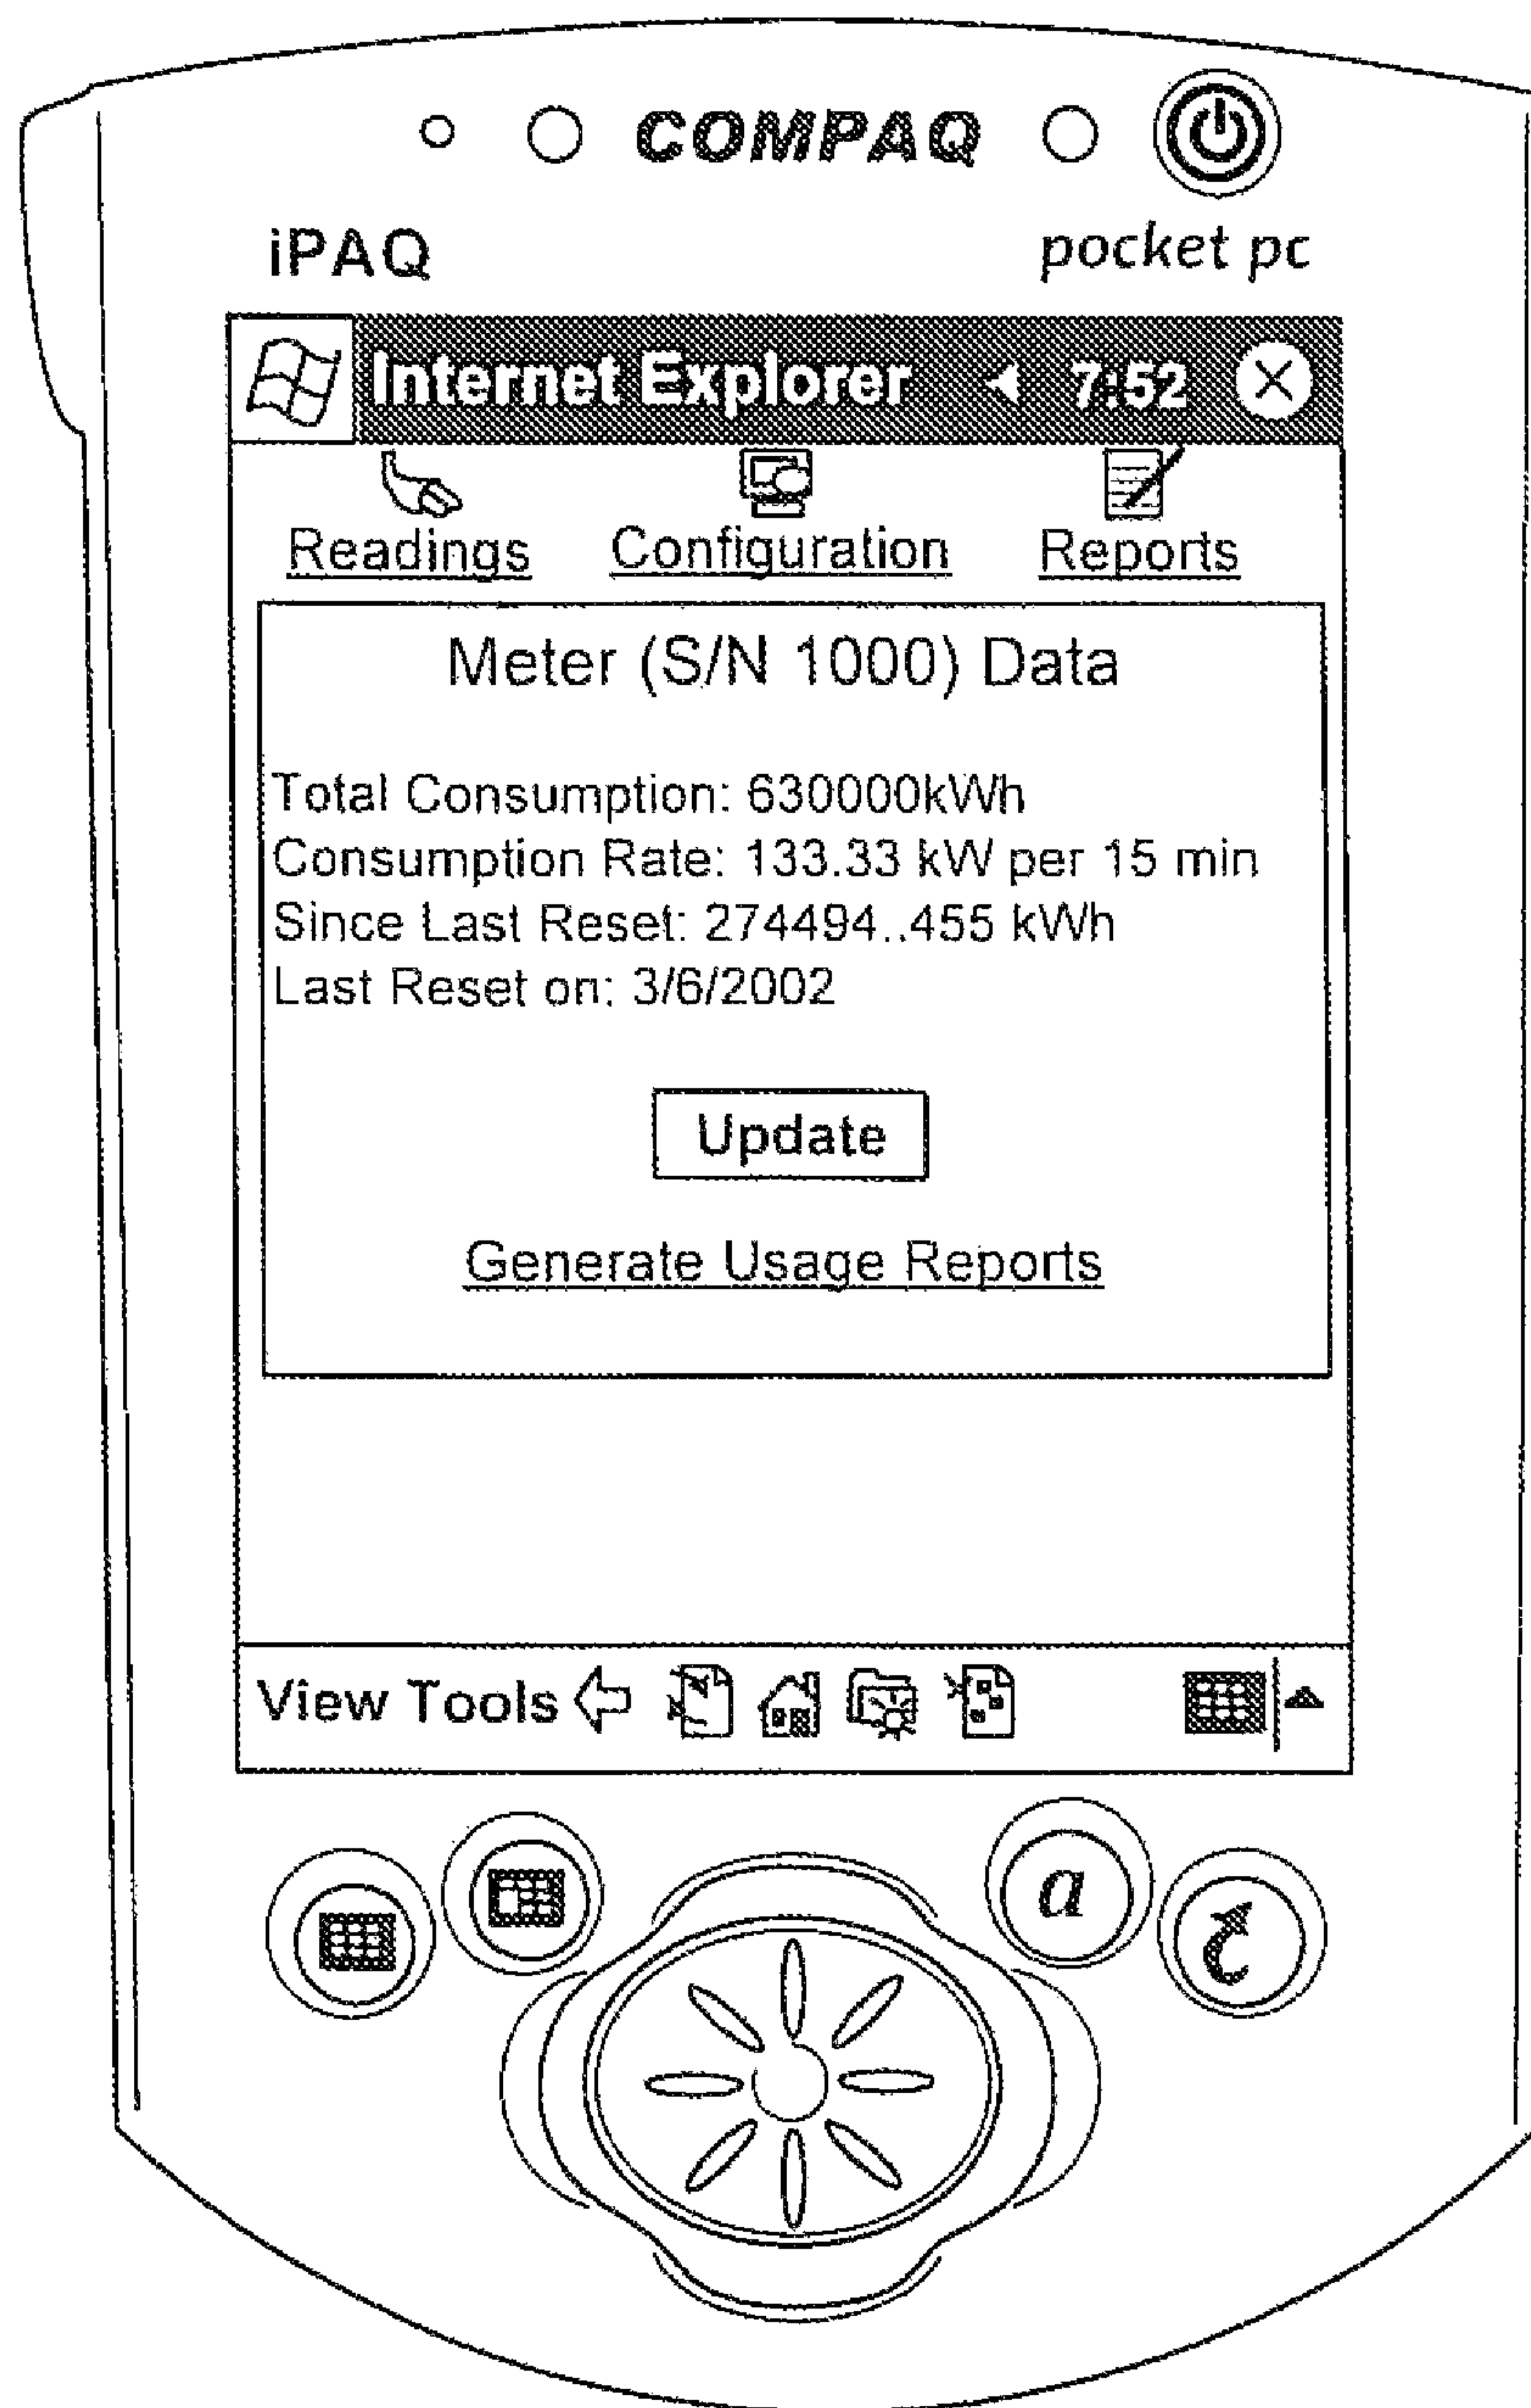 COMPAQ
iPAQ pocket pc
Internet Explorer 7:52
Readings Configuration Reports
Meter (S/N 1000) Data
Total Consumption: 630000kWh
Consumption Rate: 133.33 kW per 15 min
Since Last Reset: 274494..455 kWh
Last Reset on: 3/6/2002
Update
Generate Usage Reports
View Tools
a